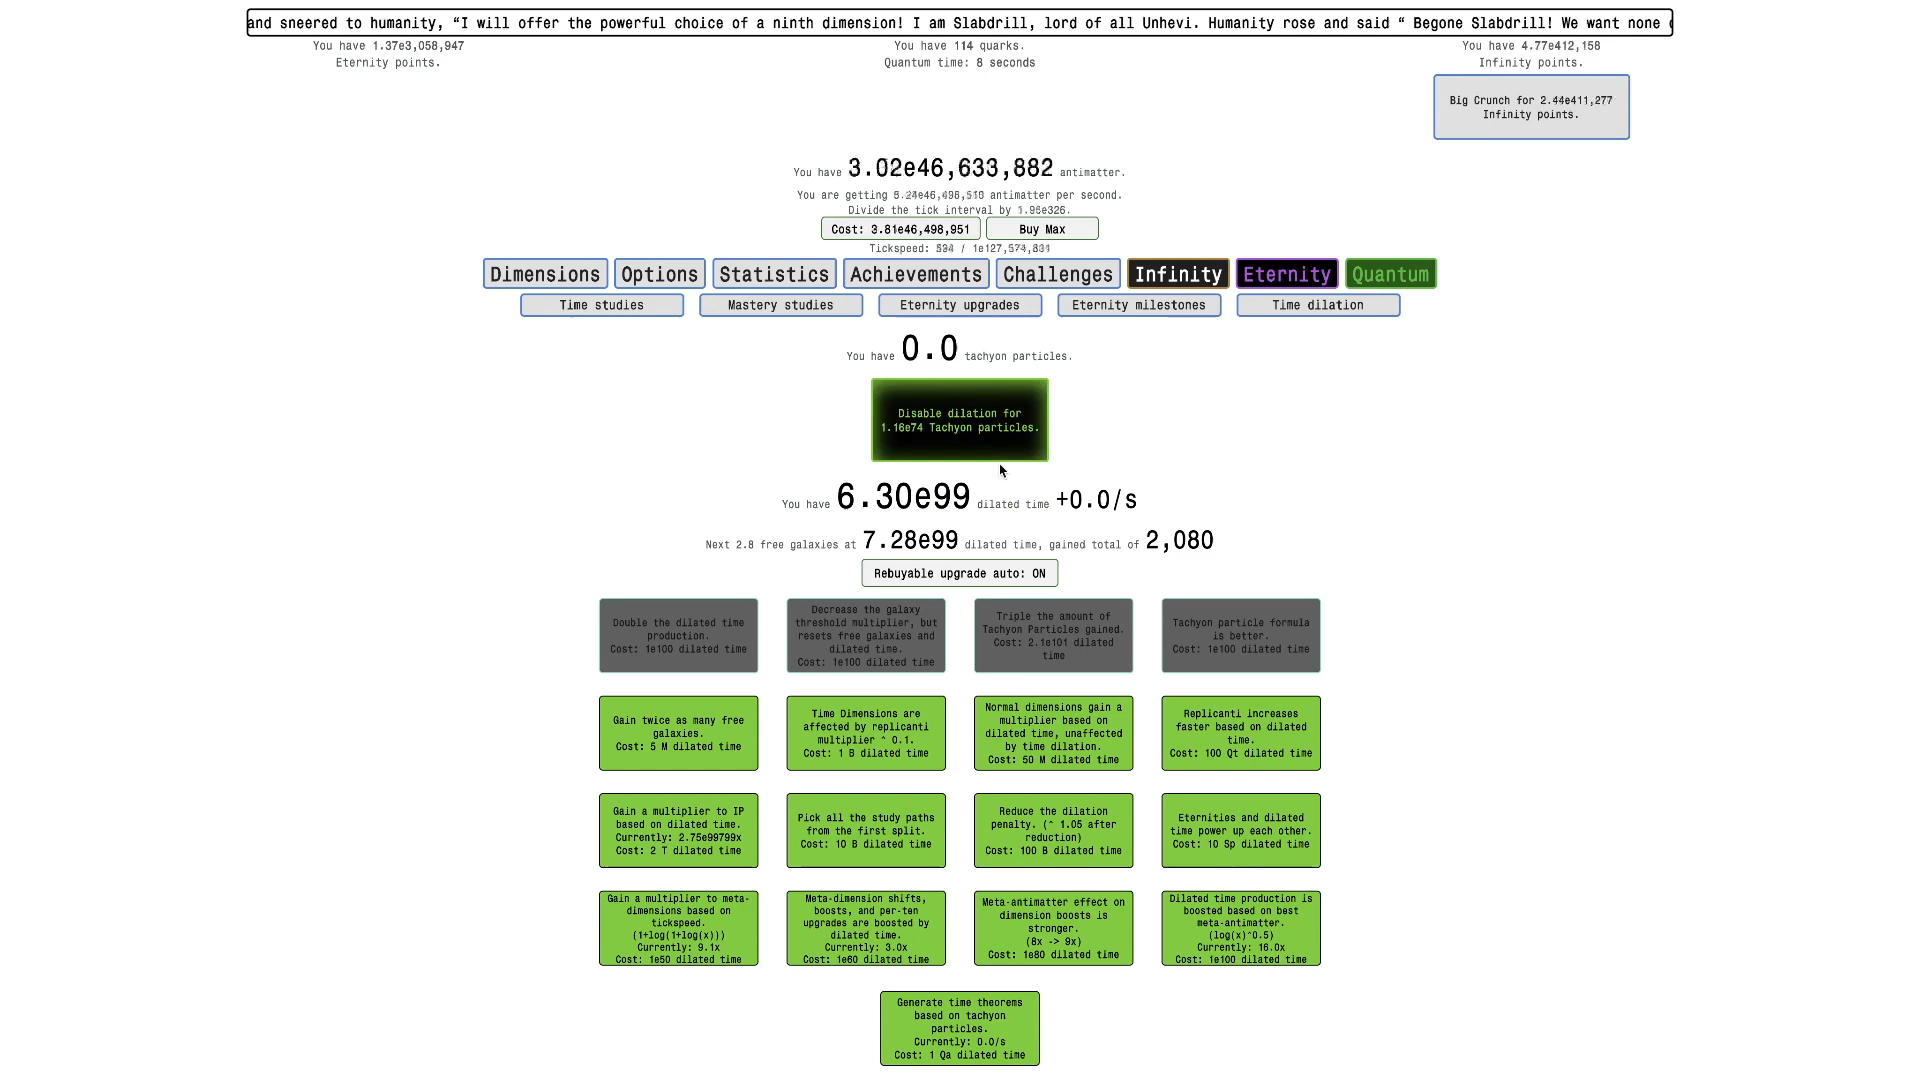 and sneered to humanity, “I will offer the powerful choice of a ninth dimension! I am Slabdrill, lord of all Unhevi. Humanity rose and said “ Begone Slabdrill! We want none
You have 1.37e3,058,947
Eternity points.
You have 114 quarks.
Quantum time: 8 seconds
You have 4.77e412,158
Infinity points.
Big Crunch for 2.44e411,277
Infinity points.
You have 3.02e46,633,882 antimatter.
You are getting antimatter per second.
Divide the tick interval by 1.96e326.
Cost: 3.81e46,498,951
Buy Max
Tickspeed:
Dimensions
Options
Statistics
Achievements
Challenges
Infinity
Eternity
Quantum
Time studies
Mastery studies
Eternity upgrades
Eternity milestones
Time dilation
You have 0.0 tachyon particles.
Disable dilation for
1.16e74 Tachyon particles.
You have 6.30e99 dilated time +0.0/s
Next 2.8 free galaxies at 7.28e99 dilated time, gained total of 2,080
Rebuyable upgrade auto: ON
Double the dilated time
production.
Cost: 1e100 dilated time
Decrease the galaxy
threshold multiplier, but
resets free galaxies and
dilated time.
Cost: 1e100 dilated time
Triple the amount of
Tachyon Particles gained.
Cost: 2.1e101 dilated
time
Tachyon particle formula
is better.
Cost: 1e100 dilated time
Gain twice as many free
galaxies.
Cost: 5 M dilated time
Time Dimensions are
affected by replicanti
multiplier ^ 0.1.
Cost: 1 B dilated time
Normal dimensions gain a
multiplier based on
dilated time, unaffected
by time dilation.
Cost: 50 M dilated time
Replicanti increases
faster based on dilated
time.
Cost: 100 Qt dilated time
Gain a multiplier to IP
based on dilated time.
Currently: 2.75e99799x
Cost: 2 T dilated time
Pick all the study paths
from the first split.
Cost: 10 B dilated time
Reduce the dilation
penalty. (^ 1.05 after
reduction)
Cost: 100 B dilated time
Eternities and dilated
time power up each other.
Cost: 10 Sp dilated time
Gain a multiplier to meta-
dimensions based on
tickspeed.
(1+log(1+log(x)))
Currently: 9.1x
Cost: 1e50 dilated time
Meta-dimension shifts,
boosts, and per-ten
upgrades are boosted by
dilated time.
Currently: 3.0x
Cost: 1e60 dilated time
Meta-antimatter effect on
dimension boosts is
stronger.
(8x -> 9x)
Cost: 1e80 dilated time
Dilated time production is
boosted based on best
meta-antimatter.
(log(x)^0.5)
Currently: 16.0x
Cost: 1e100 dilated time
Generate time theorems
based on tachyon
particles.
Currently: 0.0/s
Cost: 1 Qa dilated time